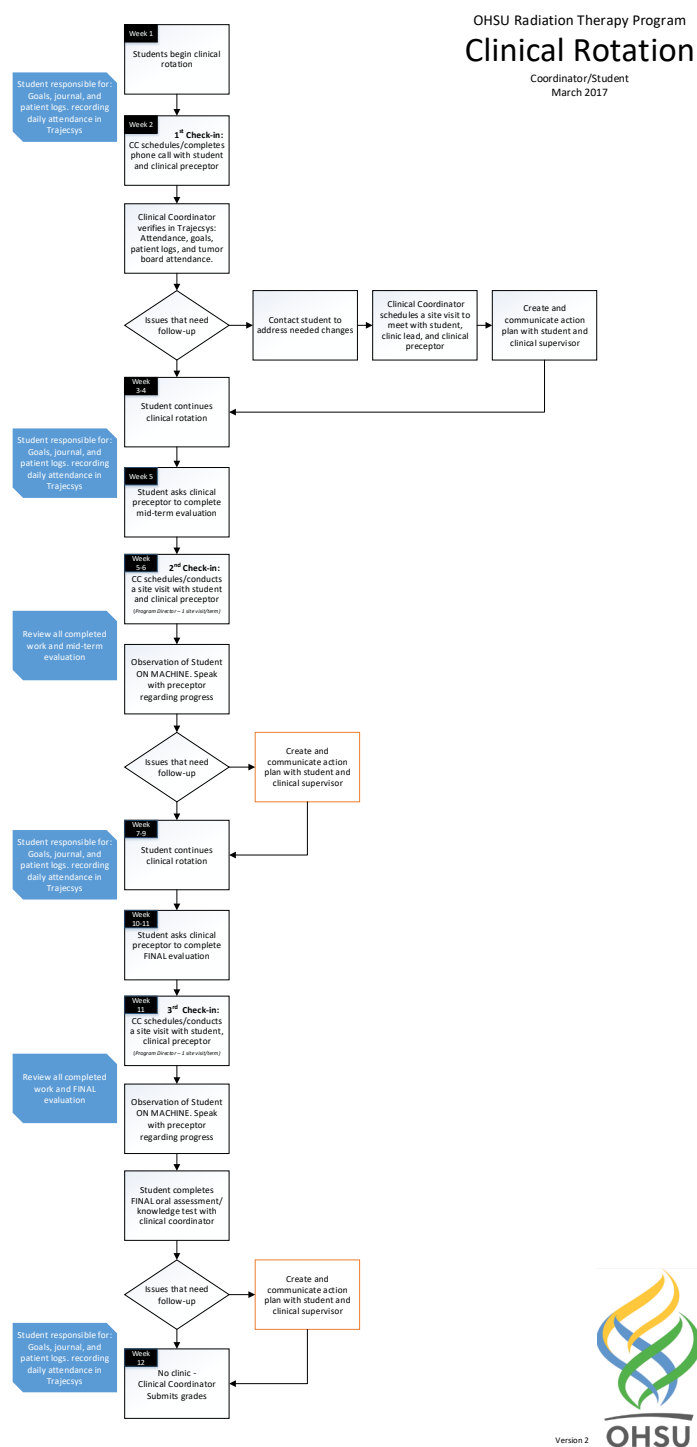 OHSU Radiation Therapy Program
Clinical Rotation
Coordinator/Student
March 2017
Week 1
Students begin clinical
rotation
Student responsible for:
Goals, journal, and
patient logs. recording
daily attendance in
Trajecsys
Week 2
1st Check-in:
CC schedules/completes
phone call with student
and clinical preceptor
Clinical Coordinator
verifies in Trajecsys:
Attendance, goals,
patient logs, and tumor
board attendance.
Issues that need
follow-up
Contact student to
address needed changes
Clinical Coordinator
schedules a site visit to
meet with student,
clinic lead, and clinical
preceptor
Create and
communicate action
plan with student and
clinical supervisor
Week
3-4
Student continues
clinical rotation
Student responsible for:
Goals, journal, and
patient logs. recording
daily attendance in
Trajecsys
Week 5
Student asks clinical
preceptor to complete
mid-term evaluation
Week
5-6
2nd Check-in:
CC schedules/conducts
a site visit with student
and clinical preceptor
(Program Director – 1 site visit/term)
Review all completed
work and mid-term
evaluation
Observation of Student
ON MACHINE. Speak
with preceptor
regarding progress
Issues that need
follow-up
Create and
communicate action
plan with student and
clinical supervisor
Week
7-9
Student continues
clinical rotation
Student responsible for:
Goals, journal, and
patient logs. recording
daily attendance in
Trajecsys
Week
10-11
Student asks clinical
preceptor to complete
FINAL evaluation
Week
11
3rd Check-in:
CC schedules/conducts
a site visit with student,
clinical preceptor
(Program Director – 1 site visit/term)
Review all completed
work and FINAL
evaluation
Observation of Student
ON MACHINE. Speak
with preceptor
regarding progress
Student completes
FINAL oral assessment/
knowledge test with
clinical coordinator
Issues that need
follow-up
Create and
communicate action
plan with student and
clinical supervisor
Student responsible for:
Goals, journal, and
patient logs. recording
daily attendance in
Trajecsys
Week
12
No clinic -
Clinical Coordinator
Submits grades
Version 2
OHSU